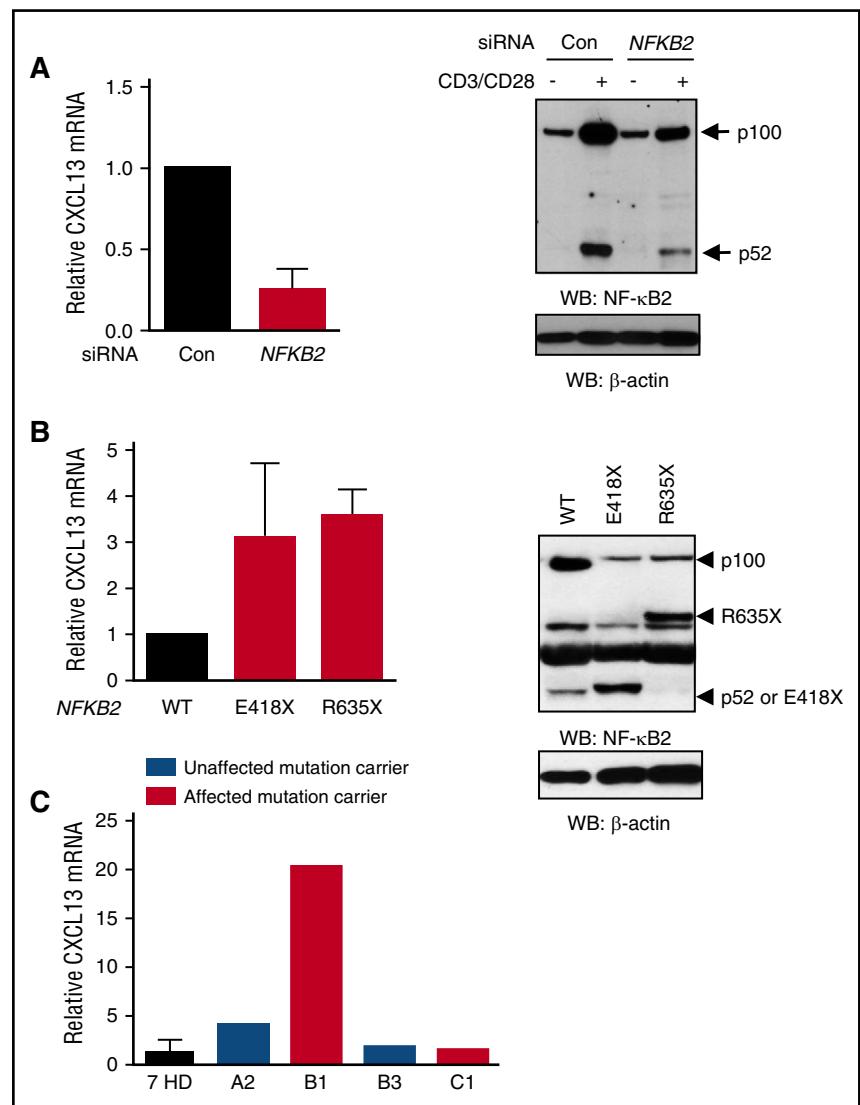 A
Relative CXCL13 mRNA
1.5
1.0
0.5
0.0
siRNA Con NFKB2
siRNA Con NFKB2
CD3/CD28 - + - +
p100
p52
WB: NF-κB2
WB: β-actin
B
Relative CXCL13 mRNA
5
4
3
2
1
0
NFKB2 WT E418X R635X
WT E418X R635X
p100
R635X
p52 or E418X
WB: NF-κB2
WB: β-actin
Unaffected mutation carrier
Affected mutation carrier
C
Relative CXCL13 mRNA
25
20
15
10
5
0
7 HD A2 B1 B3 C1